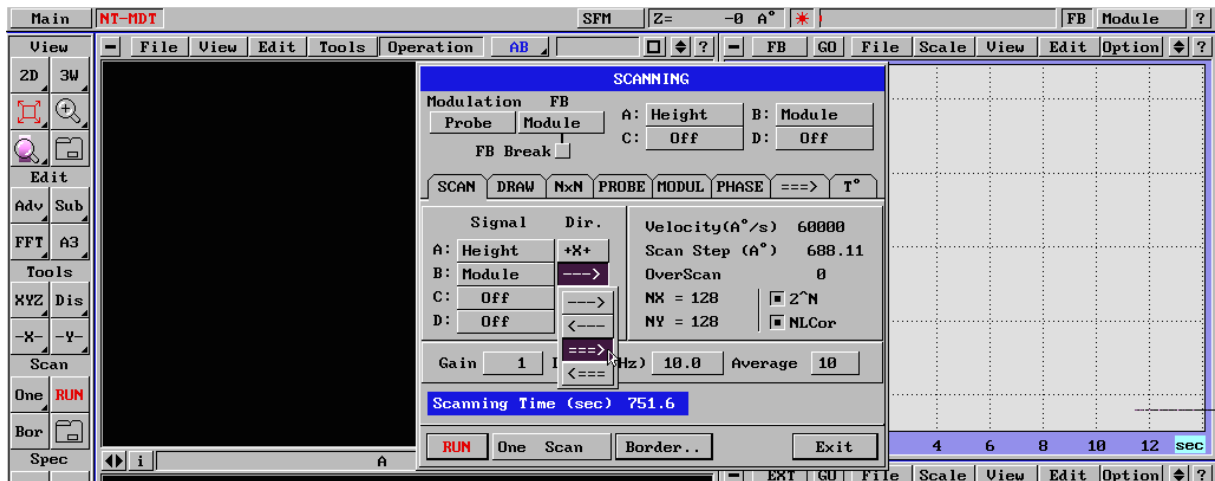 Main NT-MDT SFM Z= -0 A° FB Module ?
View - File View Edit Tools Operation AB ? - FB GO File Scale View Edit Option ?
2D 3W
Edit
Adv Sub
FFT A3
Tools
XYZ Dis
-X- -Y-
Scan
One RUN
Bor
Spec
SCANNING
Modulation FB
Probe Module
FB Break
A: Height B: Module
C: Off D: Off
SCAN DRAW NxN PROBE MODUL PHASE ===> T°
Signal Dir.
A: Height +X+
B: Module --->
C: Off --->
D: Off <---
===>
<===
Velocity(A°/s) 60000
Scan Step (A°) 688.11
OverScan 0
NX = 128 2^N
NY = 128 NLCor
Gain 1 Hz) 10.0 Average 10
Scanning Time (sec) 751.6
RUN One Scan Border.. Exit
4 6 8 10 12 sec
i A
- EXT GO File Scale View Edit Option ?